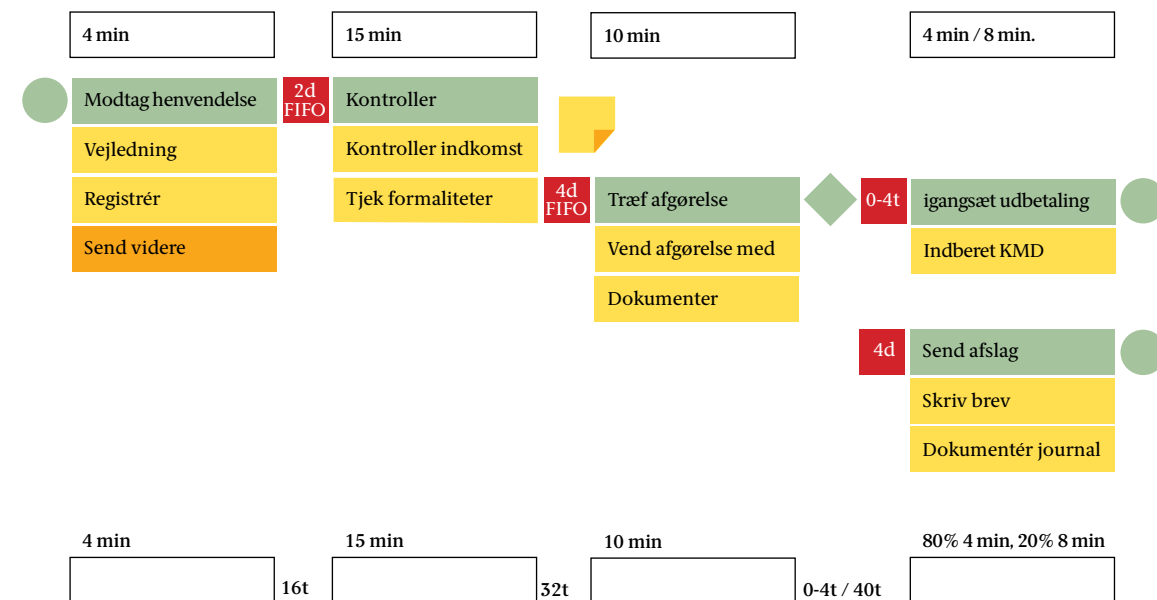 4 min
15 min
10 min
4 min / 8 min.
Modtag henvendelse
2d
FIFO
Kontroller
Vejledning
Kontroller indkomst
Registrér
Tjek formaliteter
4d
FIFO
Træf afgørelse
0-4t
igangsæt udbetaling
Send videre
Vend afgørelse med
Indberet KMD
Dokumenter
4d
Send afslag
Skriv brev
Dokumentér journal
4 min
15 min
10 min
80% 4 min, 20% 8 min
16t
32t
0-4t / 40t